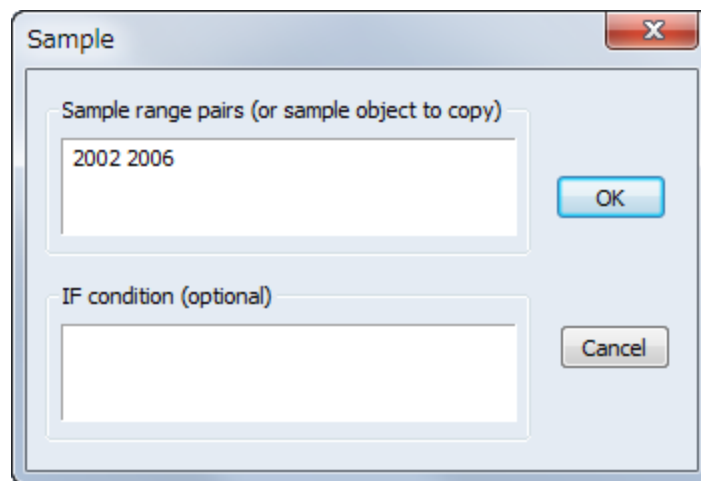 Sample
Sample range pairs (or sample object to copy)
2002 2006
OK
IF condition (optional)
Cancel